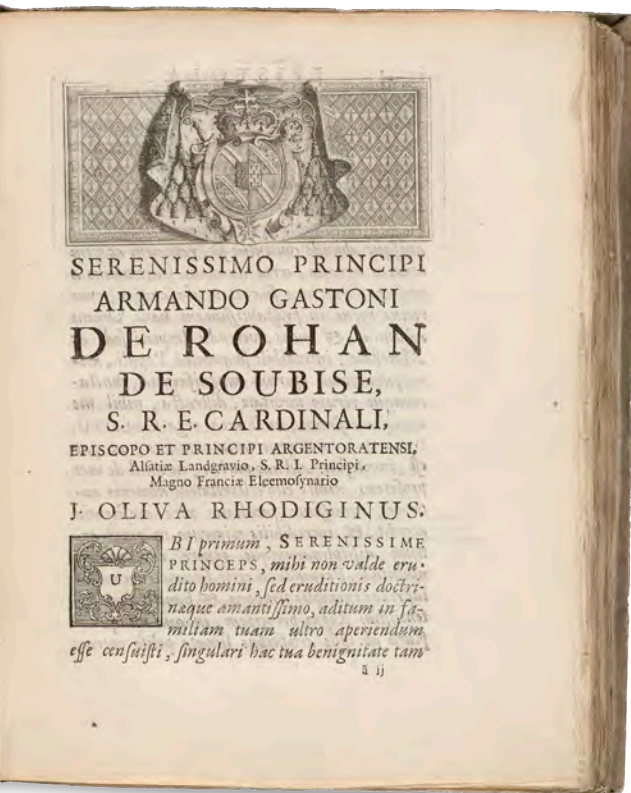 SERENISSIMO PRINCIPI
ARMANDO GASTONI
DE ROHAN
DE SOUBISE,
S. R. E. CARDINALI,
EPISCOPO ET PRINCIPI ARGENTORATENSI,
Alsatiæ Landgravio, S. R. I. Principi,
Magno Franciæ Eleemosynario
J. OLIVA RHODIGINUS.
UBI primum, SERENISSIME
PRINCEPS, mihi non valde eru-
dito homini, sed eruditionis doctri-
næque amantissimo, aditum in fa-
miliam tuam ultro aperiendum
esse censuisti, singulari hac tua benignitate tam
ã ij